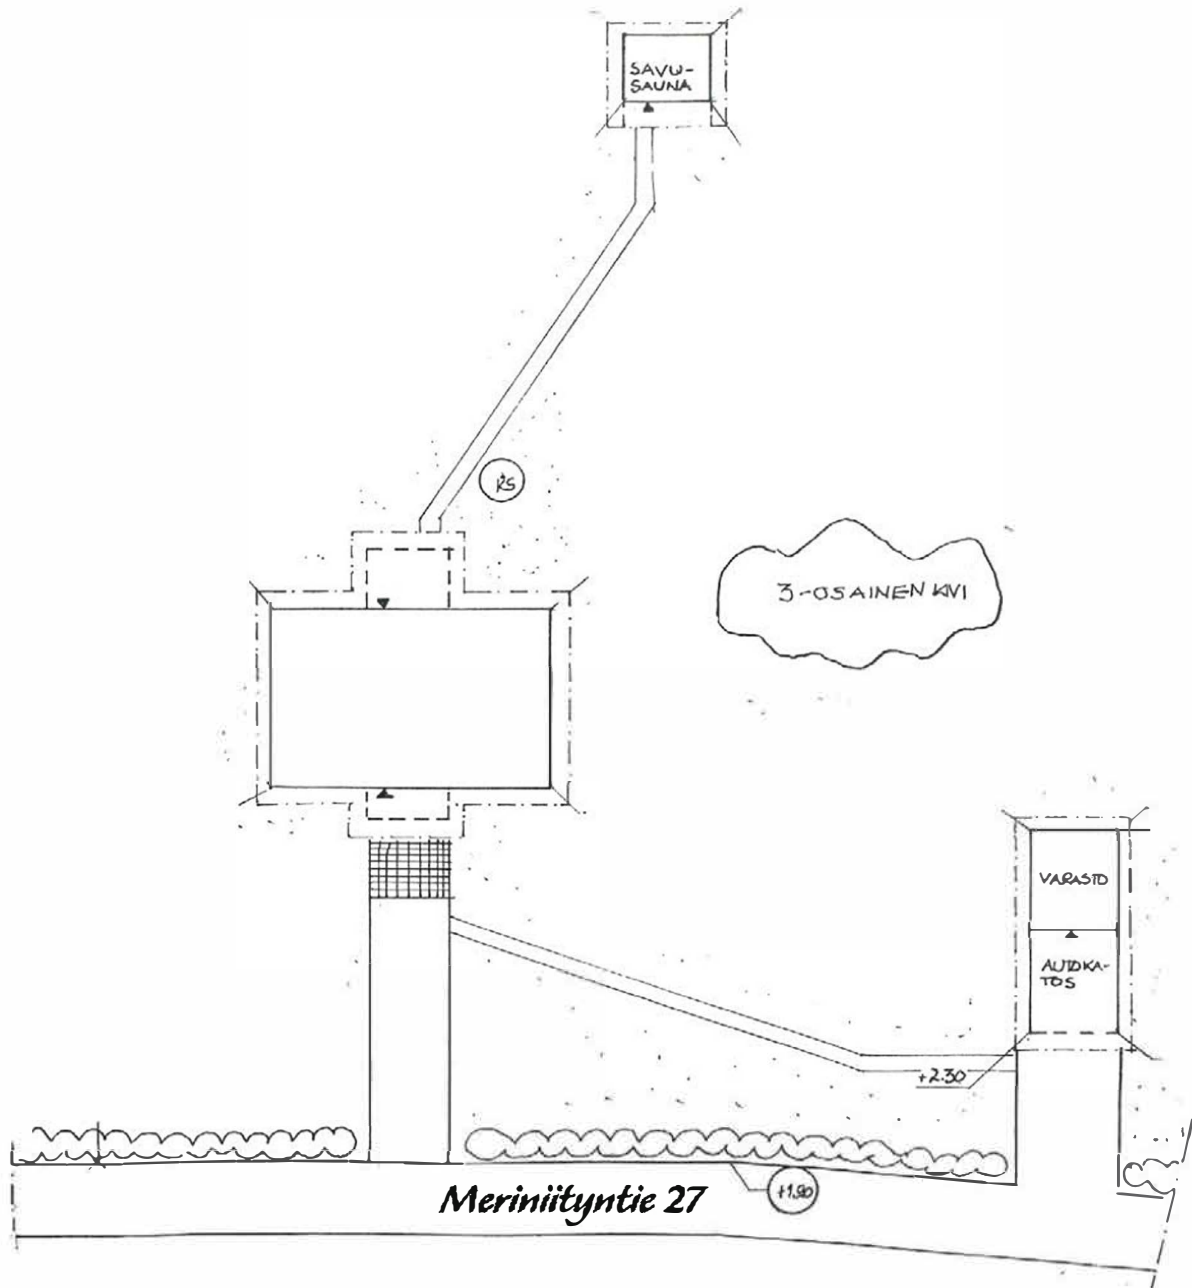 SAVU-
SAUNA
KS
3-OSAINEN KIVI
VARASTO
AUTOKA-
TOS
+2.30
Meriniityntie 27
+1.90